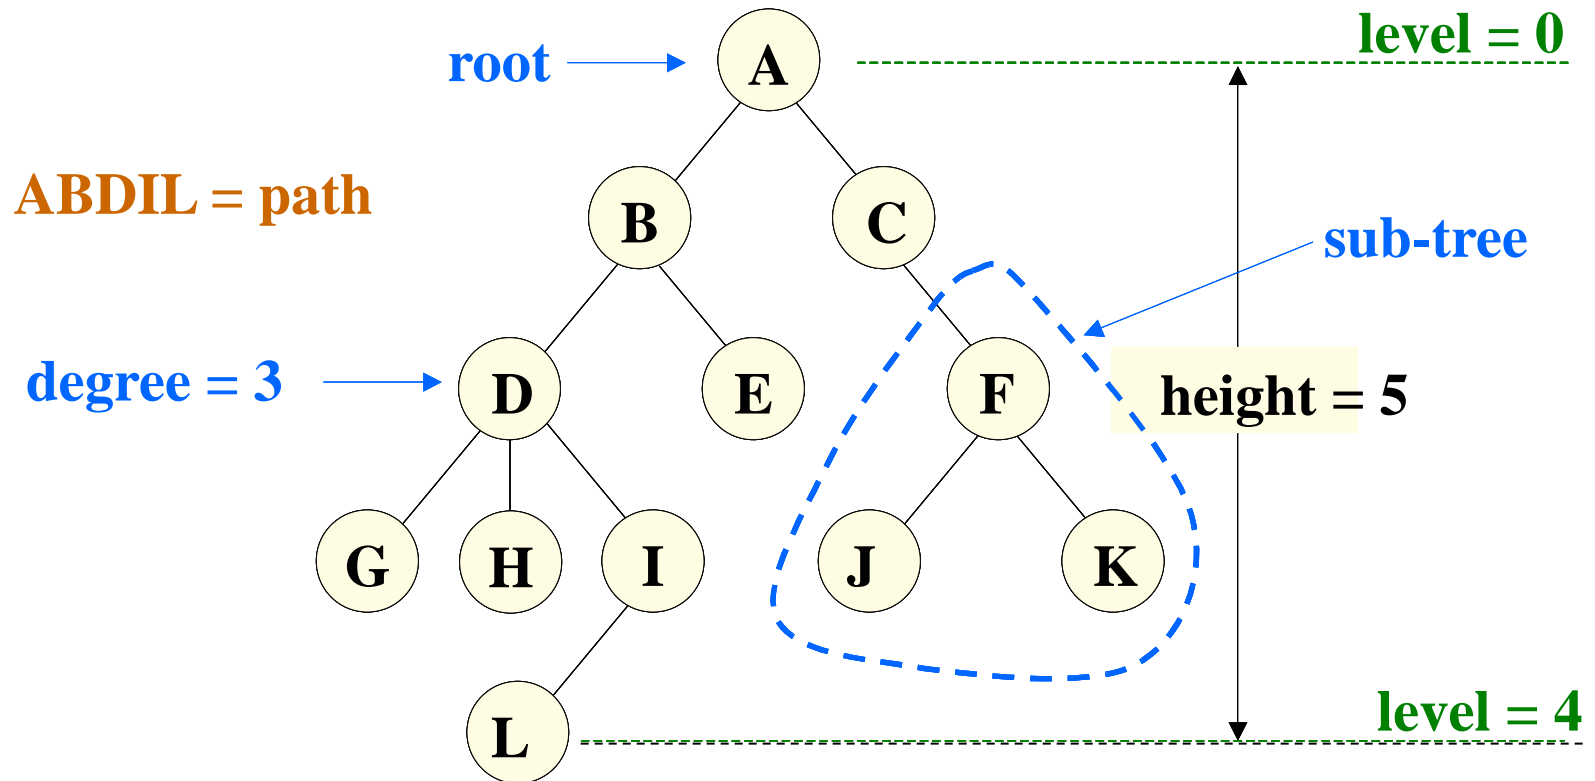 level = 0
root
A
ABDIL = path
B
C
sub-tree
degree = 3
D
E
F
height = 5
G
H
I
J
K
L
level = 4